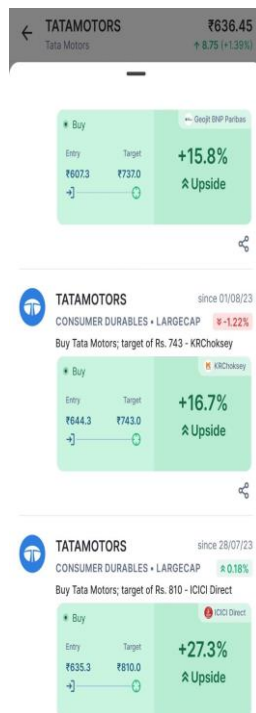 TATAMOTORS ₹636.45
Tata Motors ↑ 8.75 (+1.39%)
Buy Geojit BNP Paribas
Entry Target +15.8%
₹607.3 ₹737.0 Upside
TATAMOTORS since 01/08/23
CONSUMER DURABLES • LARGECAP -1.22%
Buy Tata Motors; target of Rs. 743 - KRChoksey
Buy KRChoksey
Entry Target +16.7%
₹644.3 ₹743.0 Upside
TATAMOTORS since 28/07/23
CONSUMER DURABLES • LARGECAP 0.18%
Buy Tata Motors; target of Rs. 810 - ICICI Direct
Buy ICICI Direct
Entry Target +27.3%
₹635.3 ₹810.0 Upside